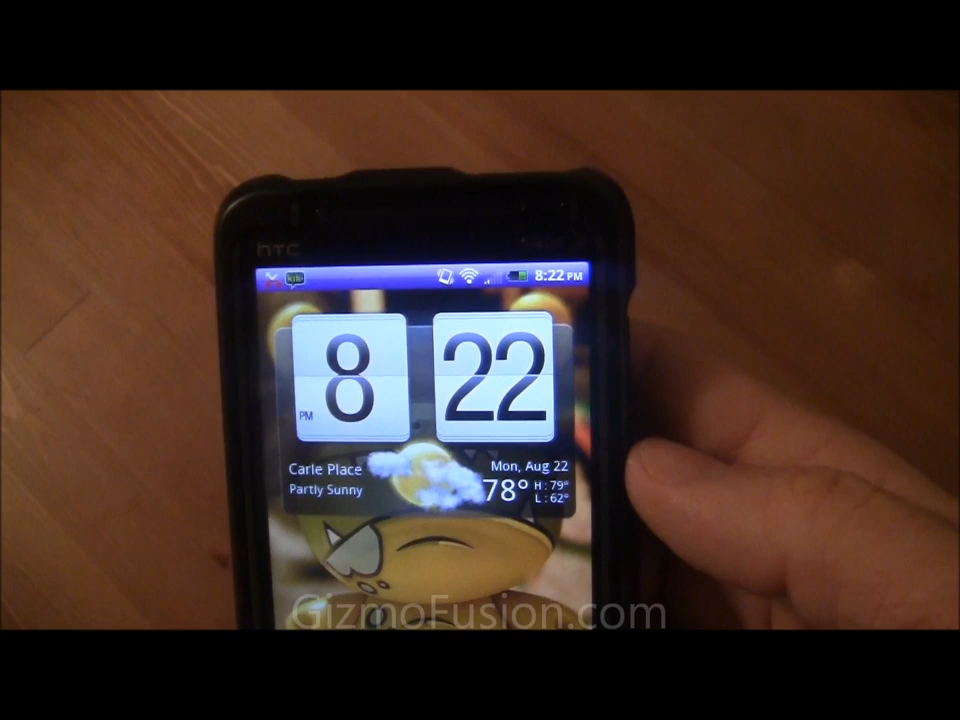 hTC
kik
8:22 PM
8 22
PM
Carle Place
Mon, Aug 22
Partly Sunny
78° H : 79°
L : 62°
GizmoFusion.com